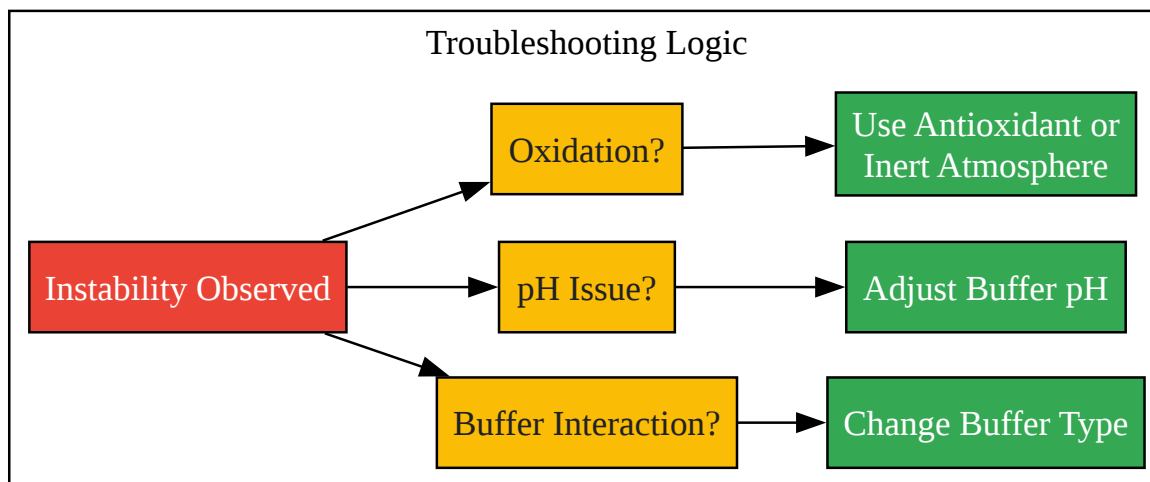 Troubleshooting Logic
Oxidation?
Use Antioxidant or
Inert Atmosphere
Instability Observed
pH Issue?
Adjust Buffer pH
Buffer Interaction?
Change Buffer Type